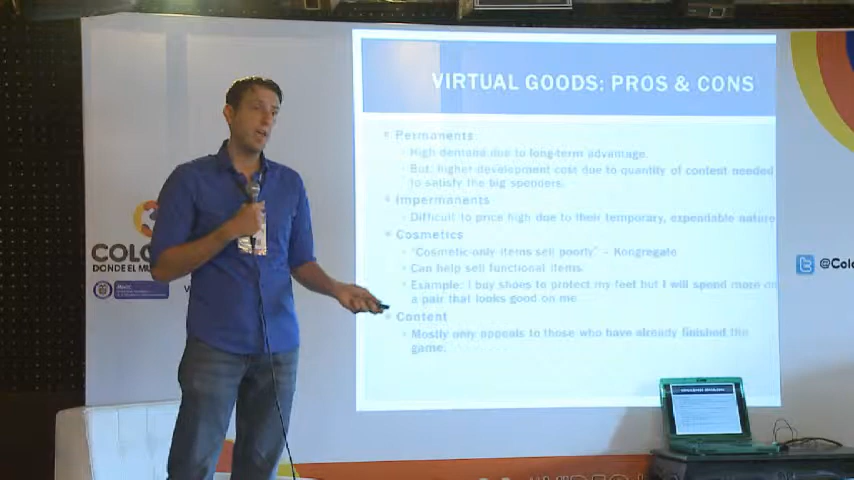 VIRTUAL GOODS: PROS & CONS
Permanents
High demand due to long-term advantage.
But: higher development cost due to quantity of content needed
to satisfy the big spenders.
Impermanents
Difficult to price high due to their temporary, expendable nature
Cosmetics
"Cosmetic-only items sell poorly" – Kongregate
Can help sell functional items.
Example: I buy shoes to protect my feet but I will spend more on
a pair that looks good on me
Content
Mostly only appeals to those who have already finished the
game.
COLO
DONDE EL MU
@Colo